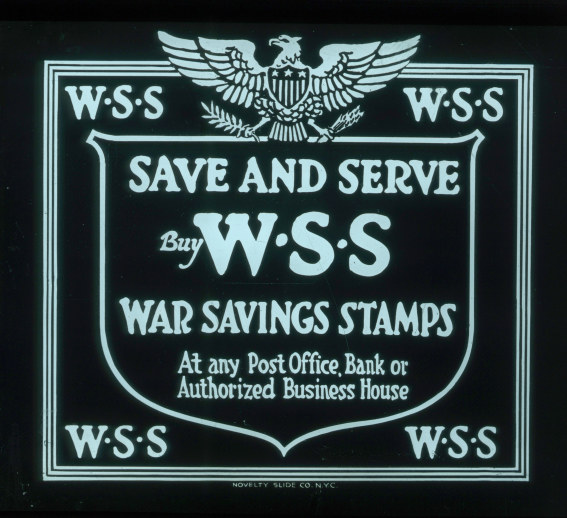 W·S·S W·S·S
SAVE AND SERVE
Buy W·S·S
WAR SAVINGS STAMPS
At any Post Office, Bank or
Authorized Business House
W·S·S W·S·S
NOVELTY SLIDE CO. N.Y.C.